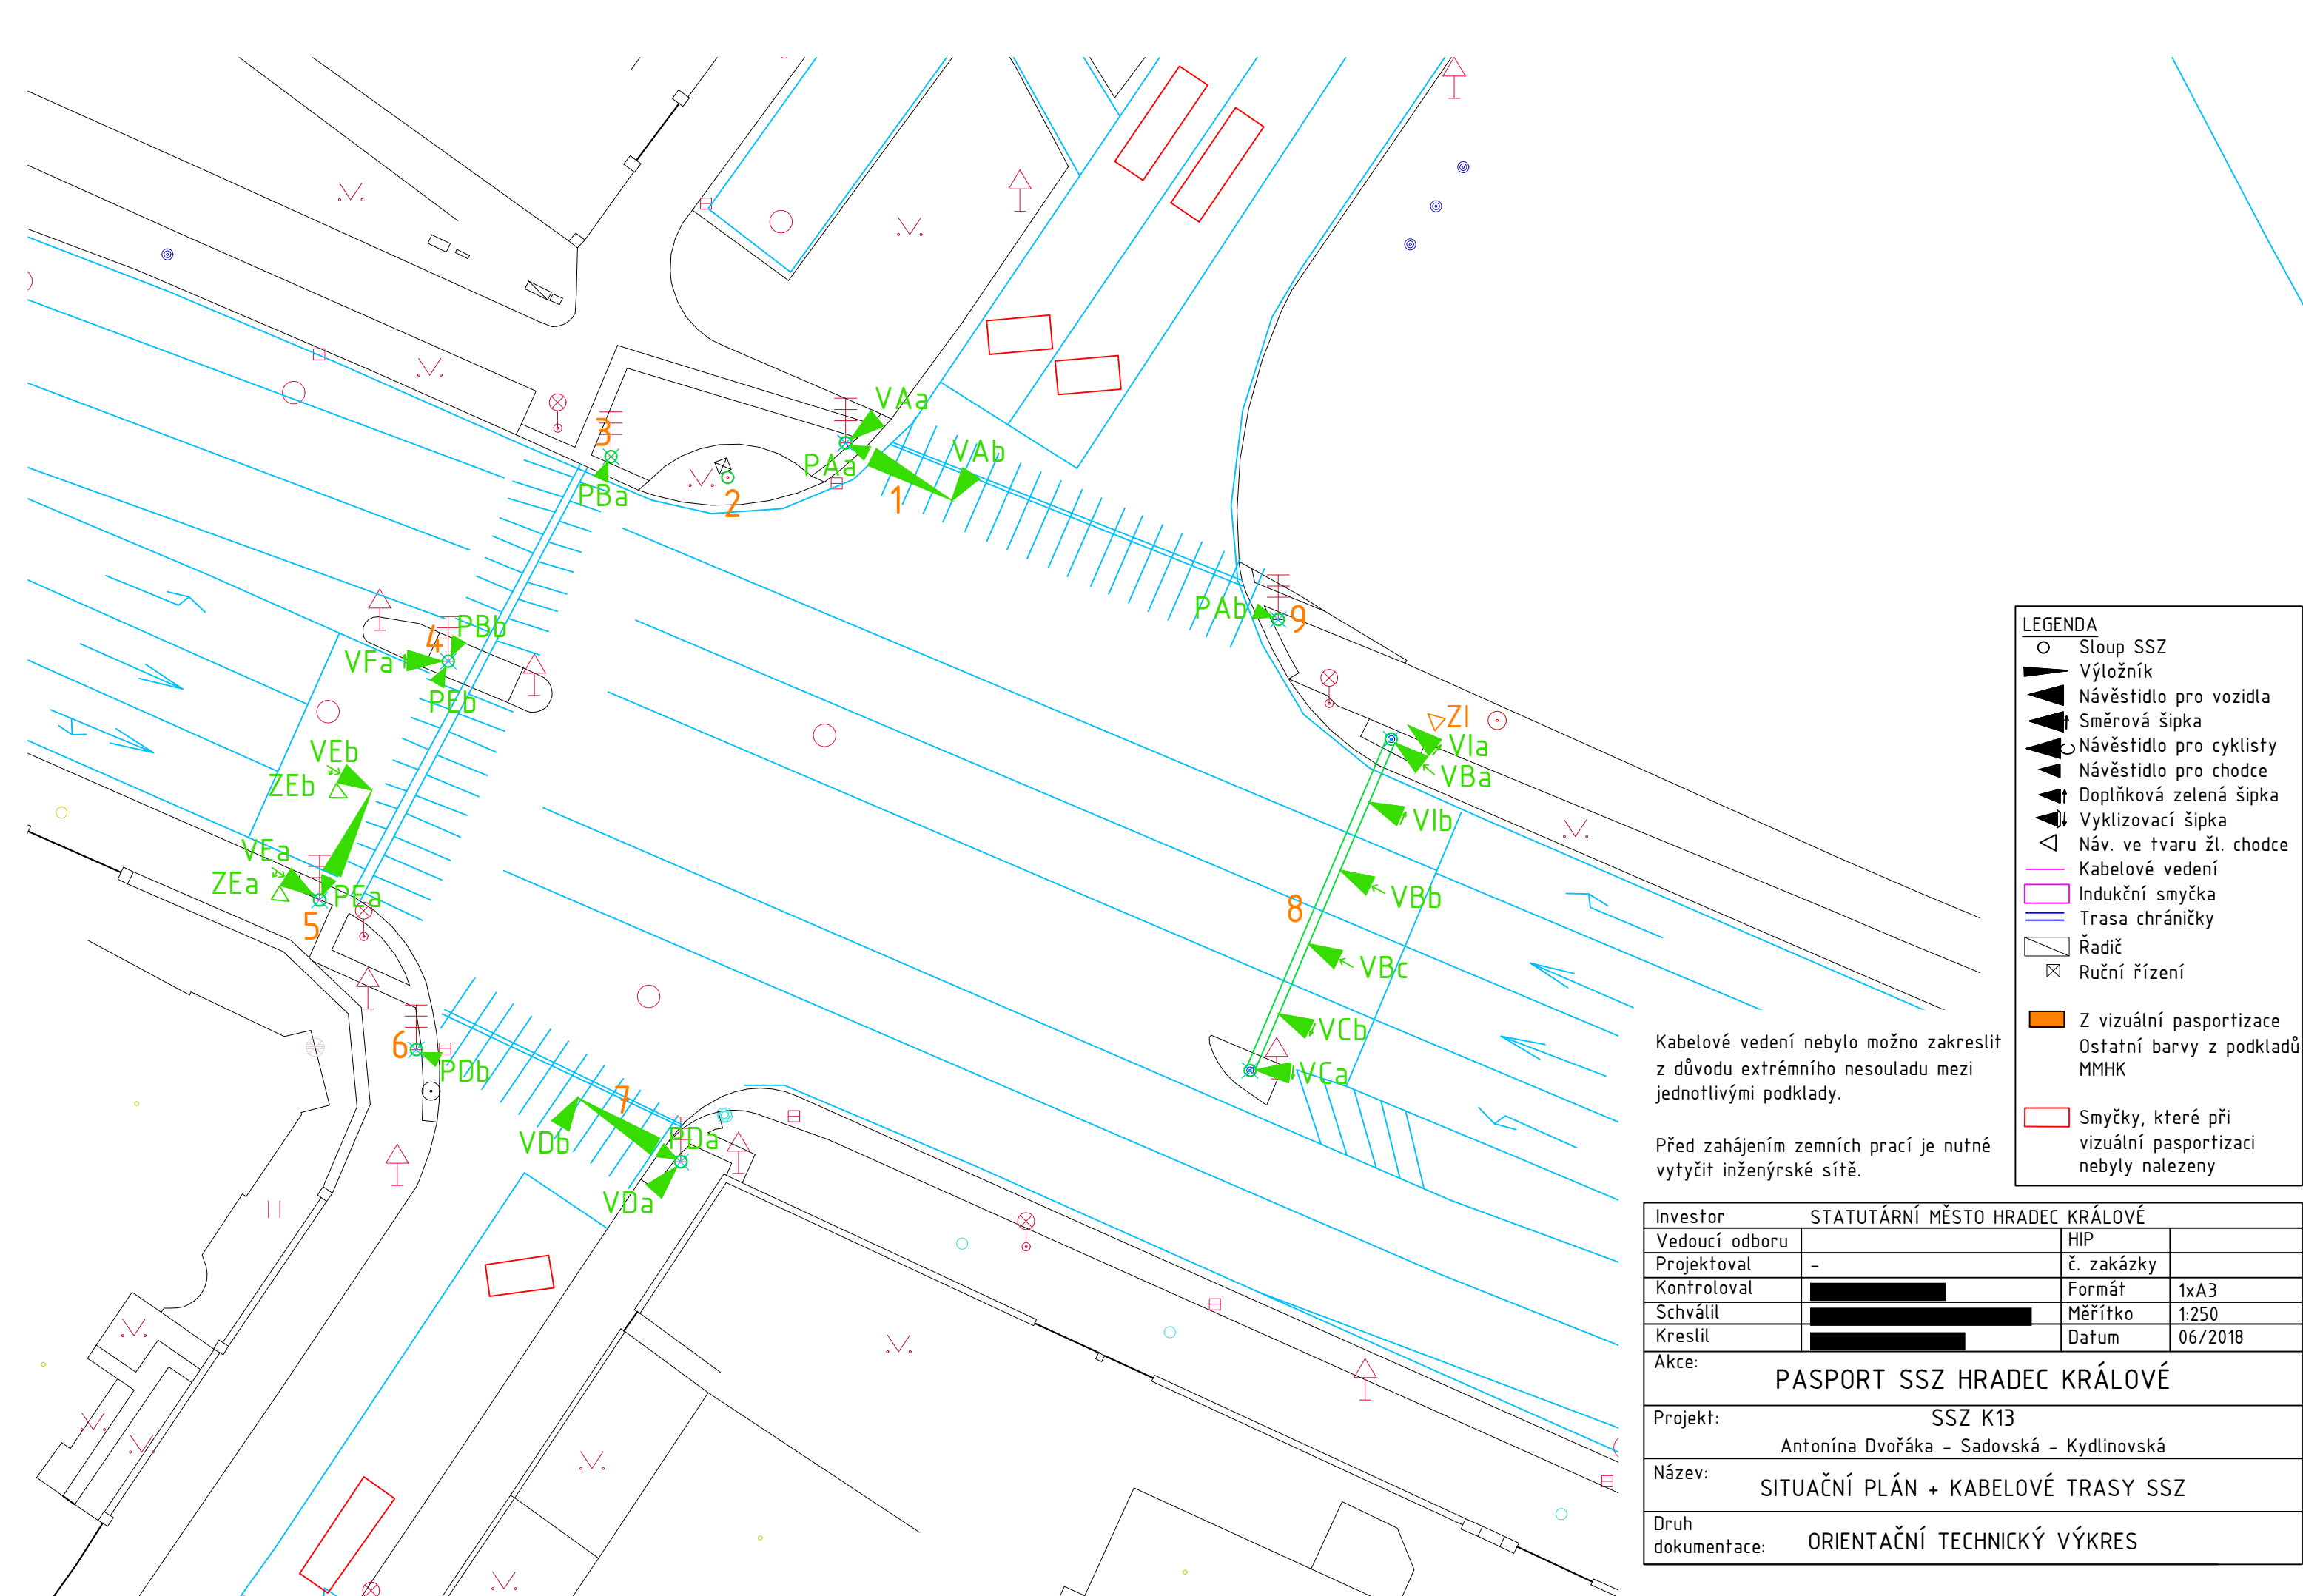 VAa
VAb
3
PAa
PBa
2
1
PAb
9
4
PBb
VFa
PEb
ZI
VIa
VBa
VEb
ZEb
VIb
VEa
ZEa
PEa
5
VBb
8
VBc
6
PDb
VCb
VCa
7
VDb
PDa
VDa
LEGENDA
Sloup SSZ
Výložník
Návěstidlo pro vozidla
Směrová šipka
Návěstidlo pro cyklisty
Návěstidlo pro chodce
Doplňková zelená šipka
Vyklizovací šipka
Náv. ve tvaru žl. chodce
Kabelové vedení
Indukční smyčka
Trasa chráničky
Řadič
Ruční řízení
Z vizuální pasportizace
Ostatní barvy z podkladů
MMHK
Smyčky, které při
vizuální pasportizaci
nebyly nalezeny
Kabelové vedení nebylo možno zakreslit
z důvodu extrémního nesouladu mezi
jednotlivými podklady.
Před zahájením zemních prací je nutné
vytyčit inženýrské sítě.
Investor STATUTÁRNÍ MĚSTO HRADEC KRÁLOVÉ
Vedoucí odboru HIP
Projektoval - č. zakázky
Kontroloval Formát 1xA3
Schválil Měřítko 1:250
Kreslil Datum 06/2018
Akce:
PASPORT SSZ HRADEC KRÁLOVÉ
Projekt: SSZ K13
Antonína Dvořáka - Sadovská - Kydlinovská
Název:
SITUAČNÍ PLÁN + KABELOVÉ TRASY SSZ
Druh
dokumentace: ORIENTAČNÍ TECHNICKÝ VÝKRES